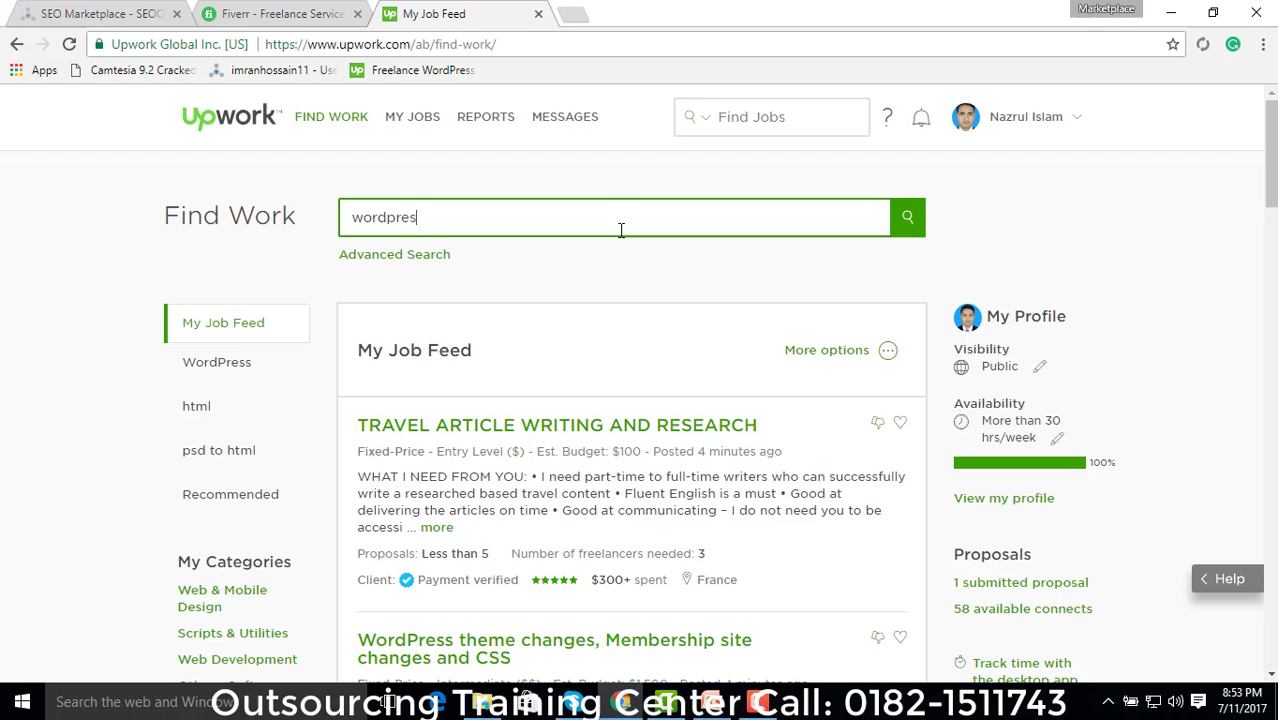 SEO Marketplace - SEOC
Fiverr - Freelance Service
My Job Feed
Marketplace
Upwork Global Inc. [US]
https://www.upwork.com/ab/find-work/
Apps
Camtesia 9.2 Cracked
imranhossain11 - Use
Freelance WordPress
upwork
FIND WORK
MY JOBS
REPORTS
MESSAGES
Find Jobs
?
Nazrul Islam
Find Work
wordpres
Advanced Search
My Job Feed
WordPress
html
psd to html
Recommended
My Categories
Web & Mobile
Design
Scripts & Utilities
Web Development
My Job Feed
More options
TRAVEL ARTICLE WRITING AND RESEARCH
Fixed-Price - Entry Level ($) - Est. Budget: $100 - Posted 4 minutes ago
WHAT I NEED FROM YOU: • I need part-time to full-time writers who can successfully
write a researched based travel content • Fluent English is a must • Good at
delivering the articles on time • Good at communicating – I do not need you to be
accessi ... more
Proposals: Less than 5 Number of freelancers needed: 3
Client: Payment verified $300+ spent France
WordPress theme changes, Membership site
changes and CSS
My Profile
Visibility
Public
Availability
More than 30
hrs/week
100%
View my profile
Proposals
1 submitted proposal
58 available connects
Track time with
the desktop app
Help
Search the web and Window
Outsourcing Training Center Call: 0182-1511743
8:53 PM
7/11/2017